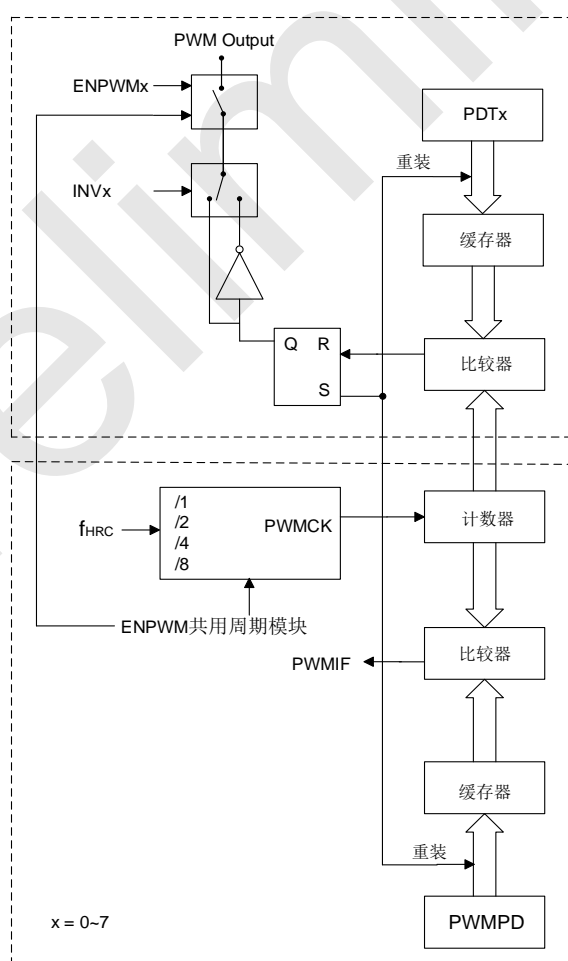 PWM Output
ENPWMx
PDTx
重装
INVx
缓存器
Q R
S
比较器
/1
/2
/4
/8
fHRC
PWMCK
计数器
ENPWM共用周期模块
PWMIF
比较器
缓存器
重装
PWMPD
x = 0~7
elimi